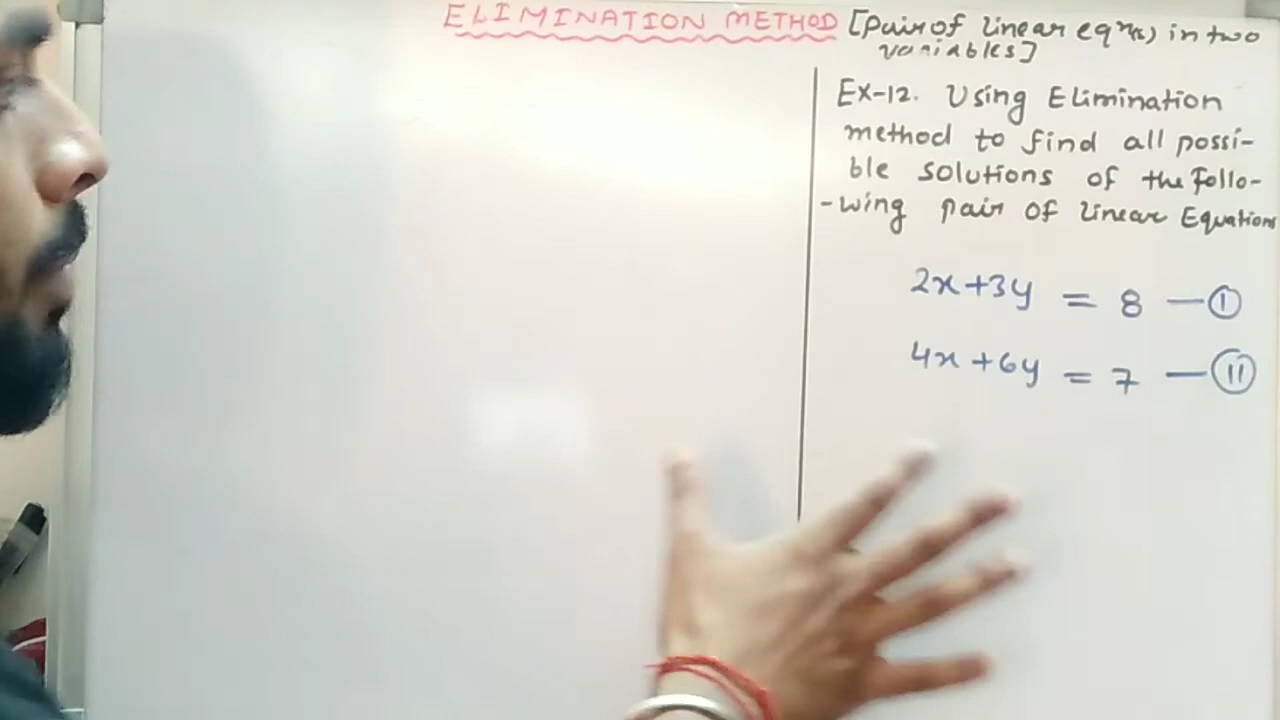 ELIMINATION METHOD [Pair of linear eqn(s) in two
variables]
Ex-12. Using Elimination
method to find all possi-
ble solutions of the follo-
-wing pair of linear Equations
2x+3y = 8 — (I)
4x+6y = 7 — (II)